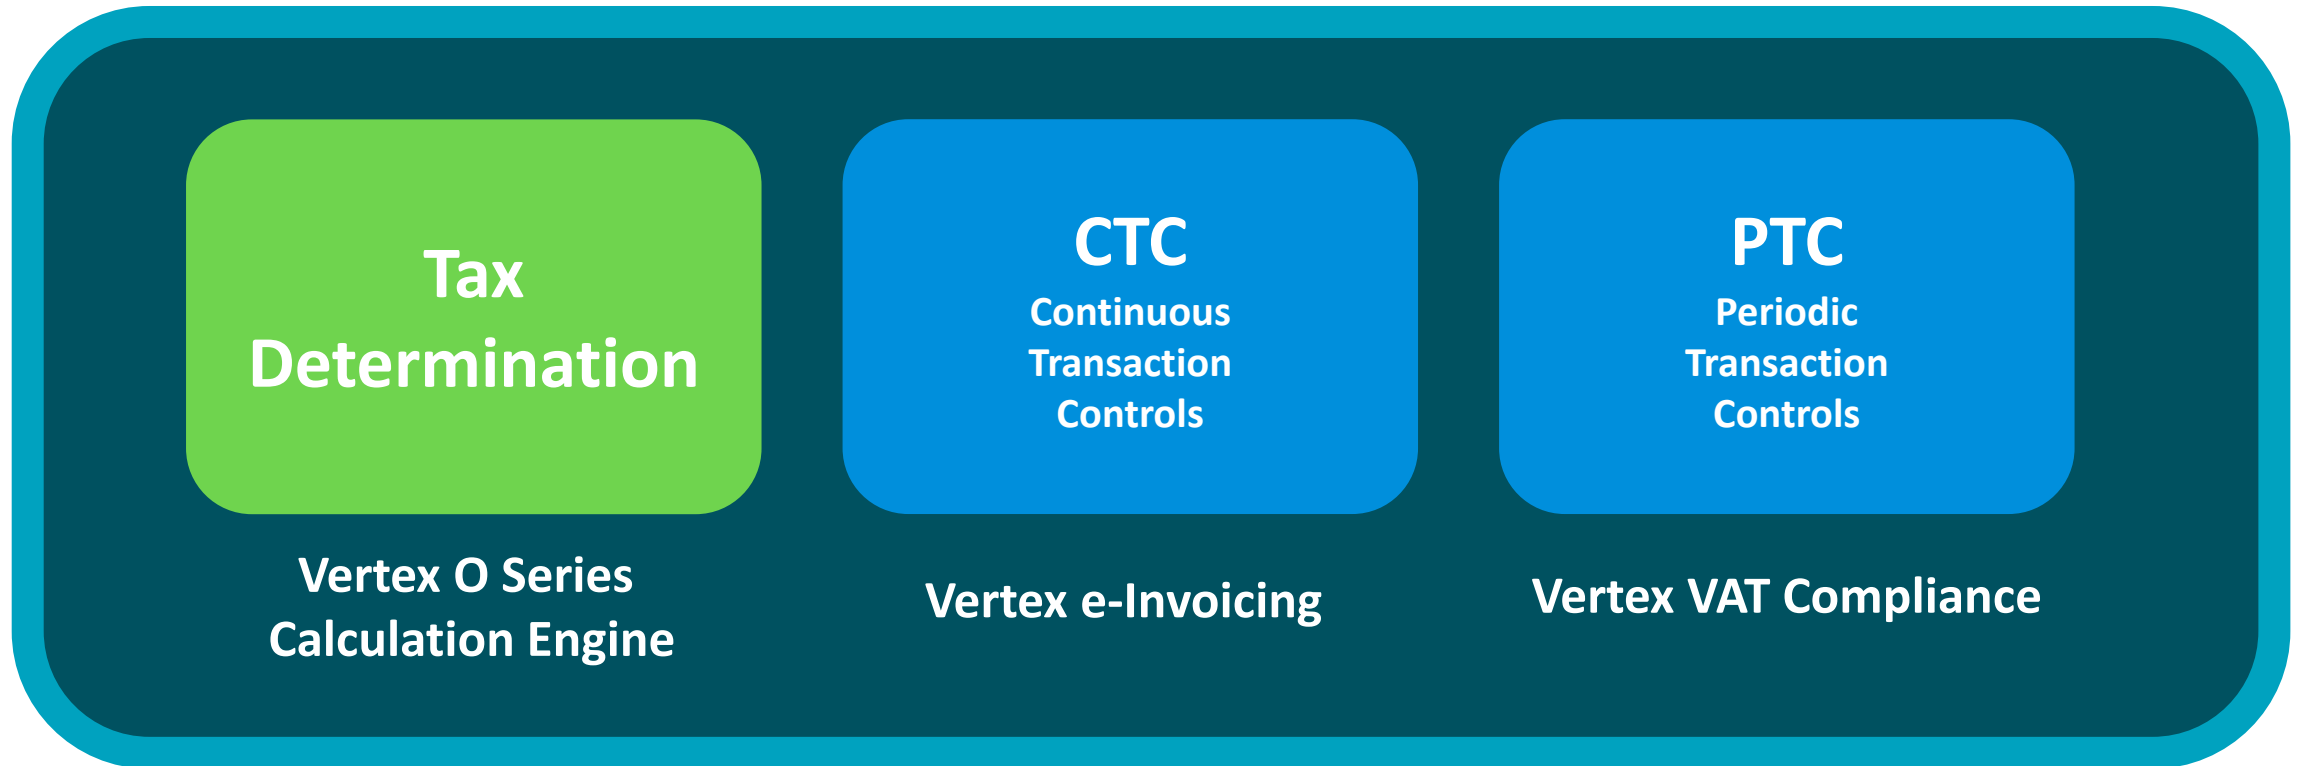 Tax
Determination
Vertex O Series
Calculation Engine
CTC
Continuous
Transaction
Controls
Vertex e-Invoicing
PTC
Periodic
Transaction
Controls
Vertex VAT Compliance